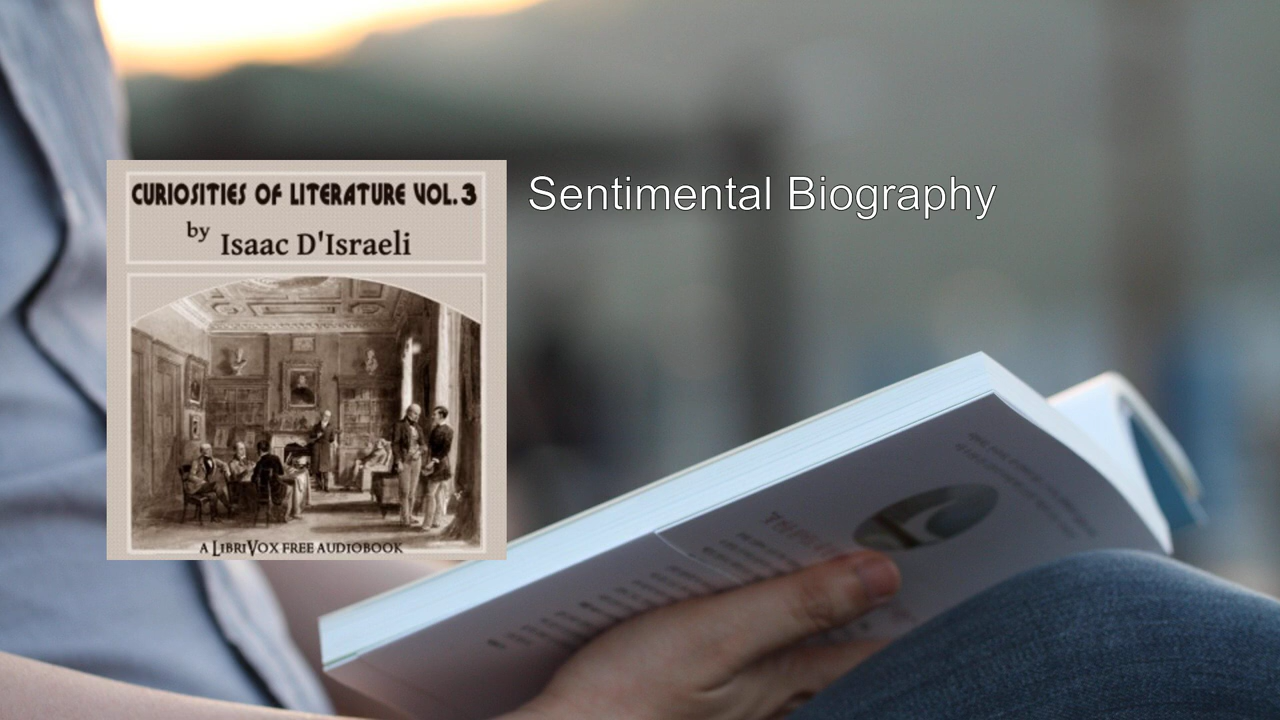 CURIOSITIES OF LITERATURE VOL.3
by Isaac D'Israeli
A LIBRIVOX FREE AUDIOBOOK
Sentimental Biography